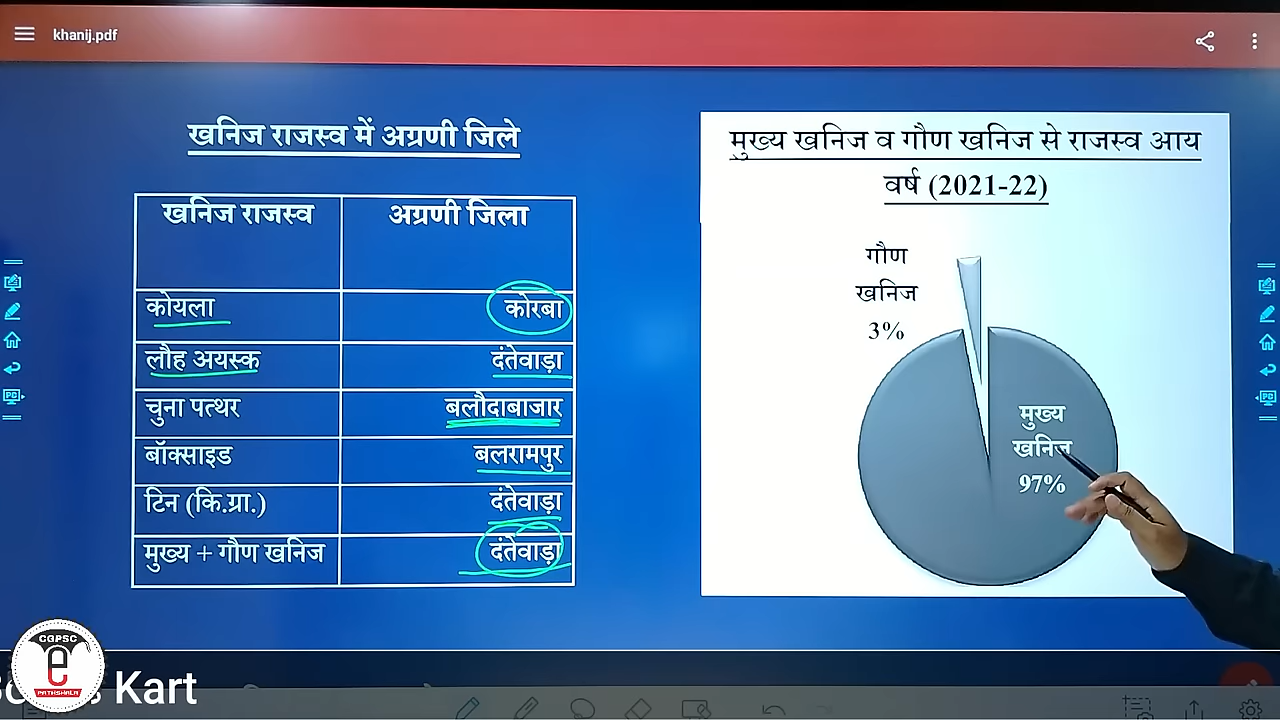 khanij.pdf
खनिज राजस्व में अग्रणी जिले
खनिज राजस्व अग्रणी जिला
कोयला कोरबा
लौह अयस्क दंतेवाड़ा
चुना पत्थर बलौदाबाजार
बॉक्साइड बलरामपुर
टिन (कि.ग्रा.) दंतेवाड़ा
मुख्य + गौण खनिज दंतेवाड़ा
मुख्य खनिज व गौण खनिज से राजस्व आय
वर्ष (2021-22)
गौण
खनिज
3%
मुख्य
खनिज
97%
CGPSC
e
PATHSHALA
Kart